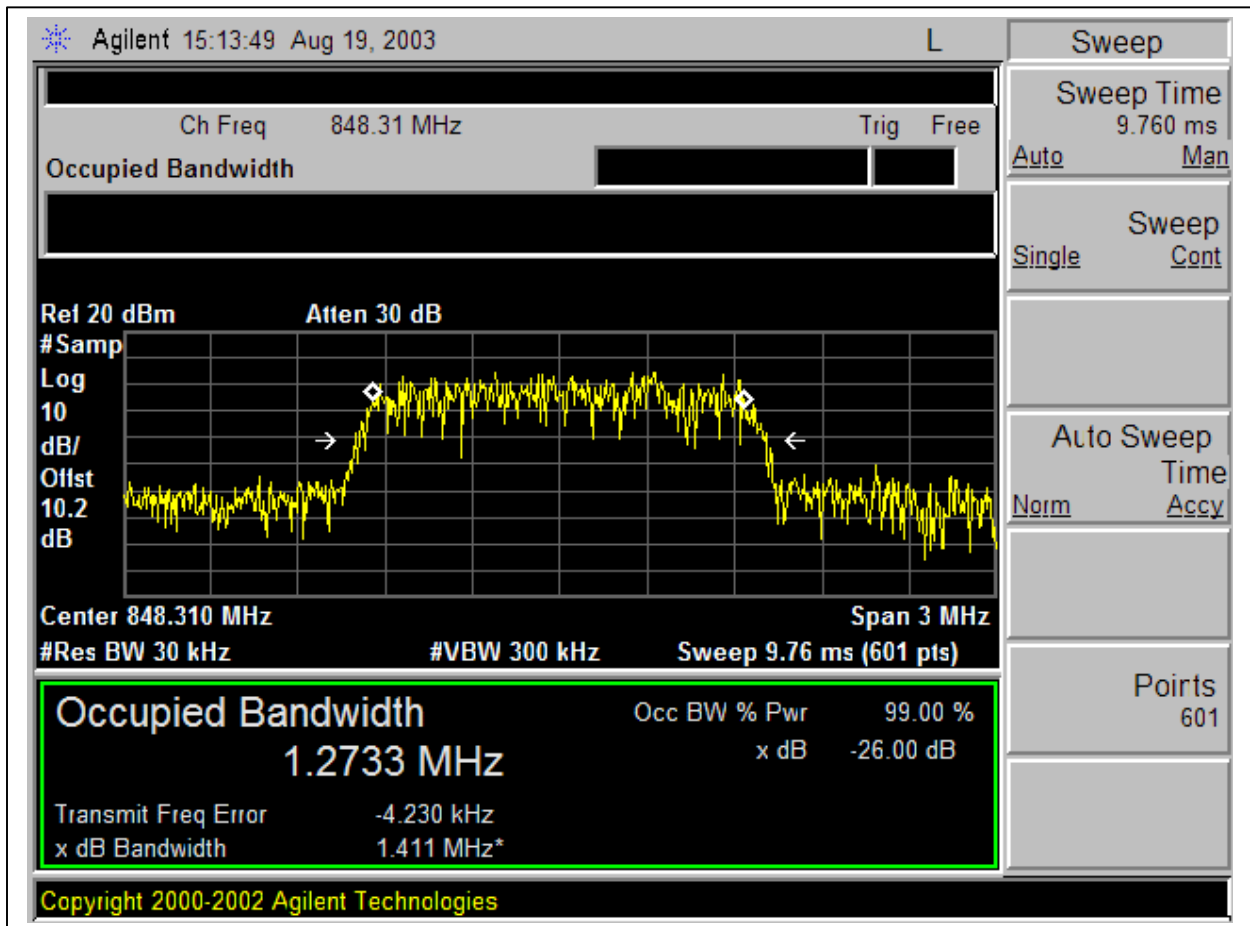 Agilent 15:13:49 Aug 19, 2003 L
Sweep
Ch Freq 848.31 MHz Trig Free
Occupied Bandwidth
Sweep Time
9.760 ms
Auto Man
Sweep
Single Cont
Ref 20 dBm Atten 30 dB
#Samp
Log
10
dB/
Offst
10.2
dB
Auto Sweep
Time
Norm Accy
Center 848.310 MHz Span 3 MHz
#Res BW 30 kHz #VBW 300 kHz Sweep 9.76 ms (601 pts)
Points
601
Occupied Bandwidth
1.2733 MHz
Occ BW % Pwr 99.00 %
x dB -26.00 dB
Transmit Freq Error -4.230 kHz
x dB Bandwidth 1.411 MHz*
Copyright 2000-2002 Agilent Technologies